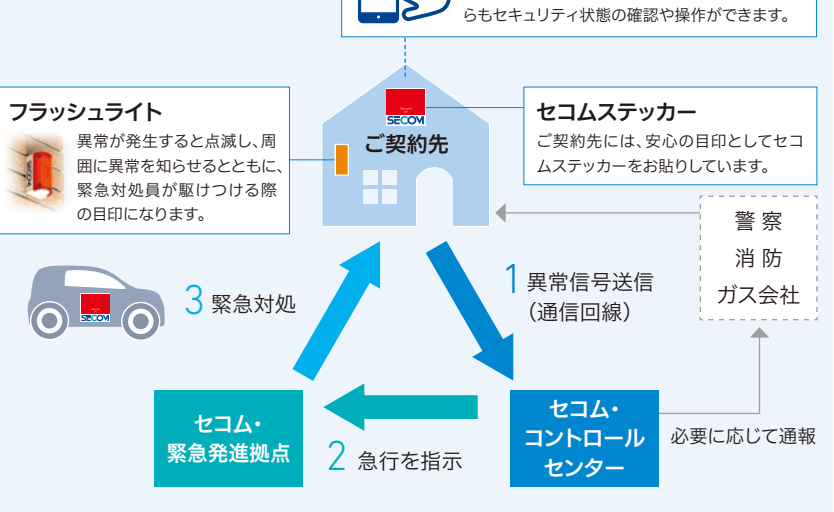 らもセキュリティ状態の確認や操作ができます。
フラッシュライト
異常が発生すると点滅し、周
囲に異常を知らせるとともに、
緊急対処員が駆けつける際
の目印になります。
SECOM
ご契約先
セコムステッカー
ご契約先には、安心の目印としてセコ
ムステッカーをお貼りしています。
警察
消防
ガス会社
1 異常信号送信
（通信回線）
SECOM
3 緊急対処
セコム・
緊急発進拠点
2 急行を指示
セコム・
コントロール
センター
必要に応じて通報